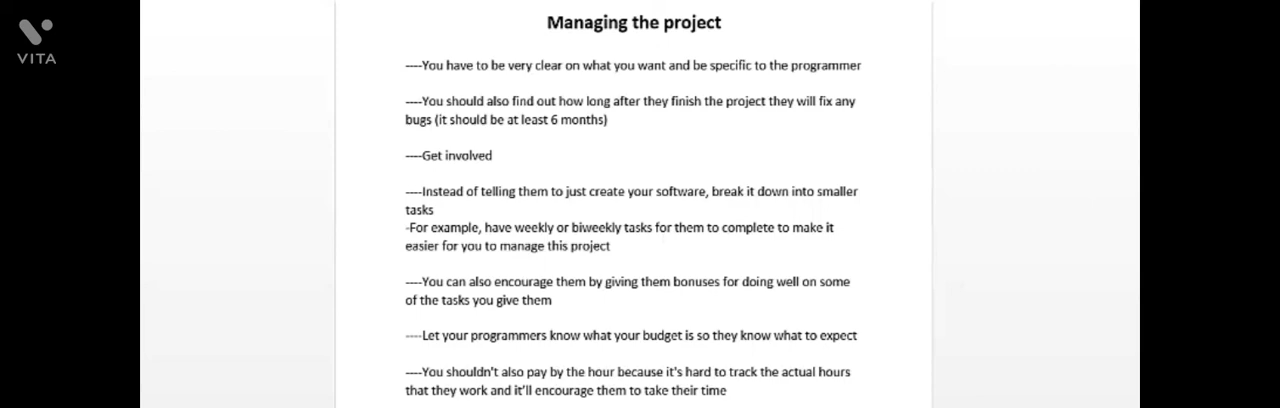 VITA
Managing the project
----You have to be very clear on what you want and be specific to the programmer
----You should also find out how long after they finish the project they will fix any
bugs (it should be at least 6 months)
----Get involved
----Instead of telling them to just create your software, break it down into smaller
tasks
-For example, have weekly or biweekly tasks for them to complete to make it
easier for you to manage this project
----You can also encourage them by giving them bonuses for doing well on some
of the tasks you give them
----Let your programmers know what your budget is so they know what to expect
----You shouldn't also pay by the hour because it's hard to track the actual hours
that they work and it'll encourage them to take their time